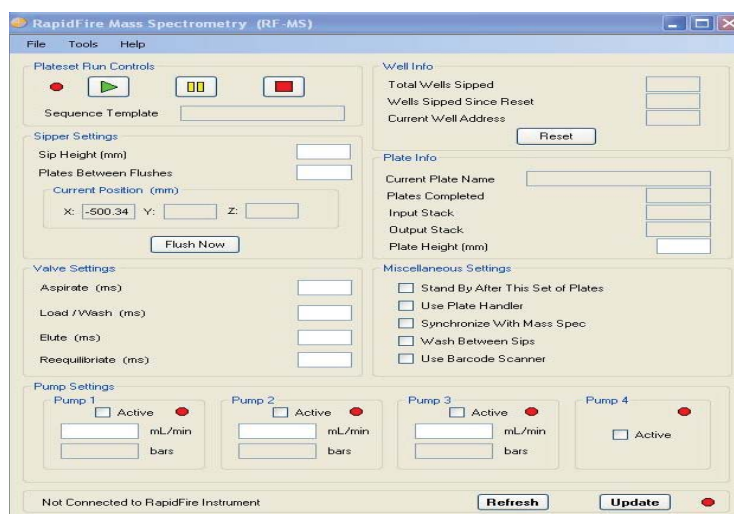 RapidFire Mass Spectrometry (RF-MS)
File Tools Help
Plateset Run Controls
Sequence Template
Sipper Settings
Sip Height (mm)
Plates Between Flushes
Current Position (mm)
X: -500.34 Y: Z:
Flush Now
Valve Settings
Aspirate (ms)
Load / Wash (ms)
Elute (ms)
Reequilibriate (ms)
Well Info
Total Wells Sipped
Wells Sipped Since Reset
Current Well Address
Reset
Plate Info
Current Plate Name
Plates Completed
Input Stack
Output Stack
Plate Height (mm)
Miscellaneous Settings
Stand By After This Set of Plates
Use Plate Handler
Synchronize With Mass Spec
Wash Between Sips
Use Barcode Scanner
Pump Settings
Pump 1
Active
mL/min
bars
Pump 2
Active
mL/min
bars
Pump 3
Active
mL/min
bars
Pump 4
Active
Not Connected to RapidFire Instrument
Refresh
Update